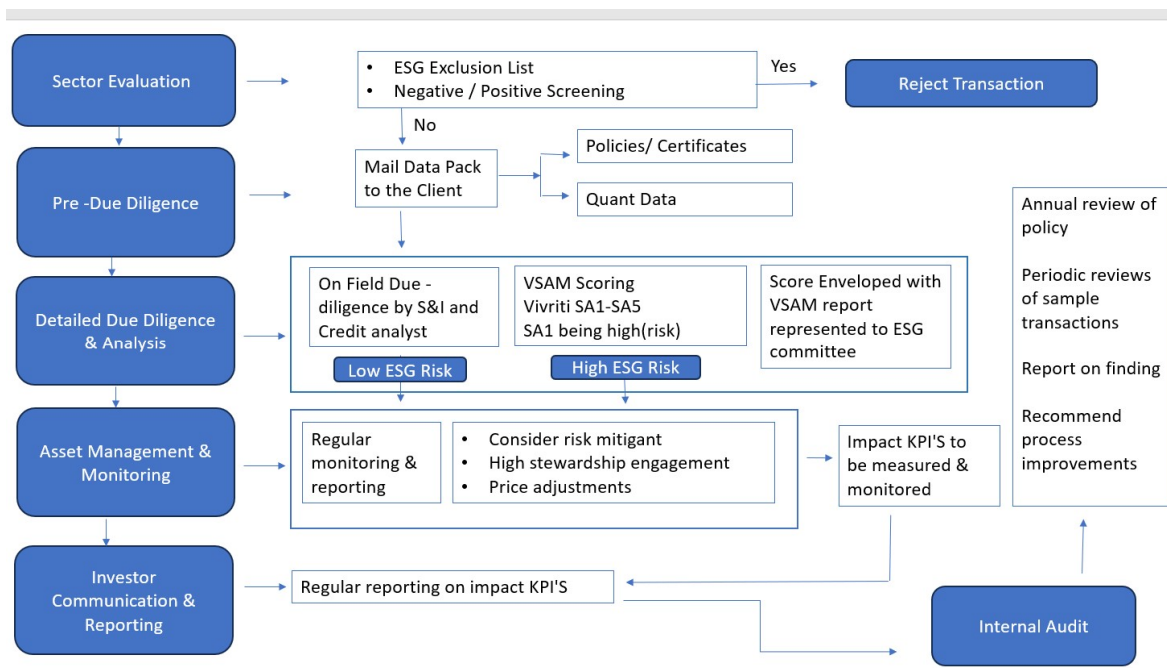 Sector Evaluation
• ESG Exclusion List
• Negative / Positive Screening
Yes
Reject Transaction
No
Pre -Due Diligence
Mail Data Pack
to the Client
Policies/ Certificates
Quant Data
Detailed Due Diligence
& Analysis
On Field Due -
diligence by S&I and
Credit analyst
VSAM Scoring
Vivriti SA1-SA5
SA1 being high(risk)
Score Enveloped with
VSAM report
represented to ESG
committee
Low ESG Risk
High ESG Risk
Asset Management &
Monitoring
Regular
monitoring &
reporting
• Consider risk mitigant
• High stewardship engagement
• Price adjustments
Impact KPI'S to
be measured &
monitored
Annual review of
policy
Periodic reviews
of sample
transactions
Report on finding
Recommend
process
improvements
Investor
Communication &
Reporting
Regular reporting on impact KPI'S
Internal Audit